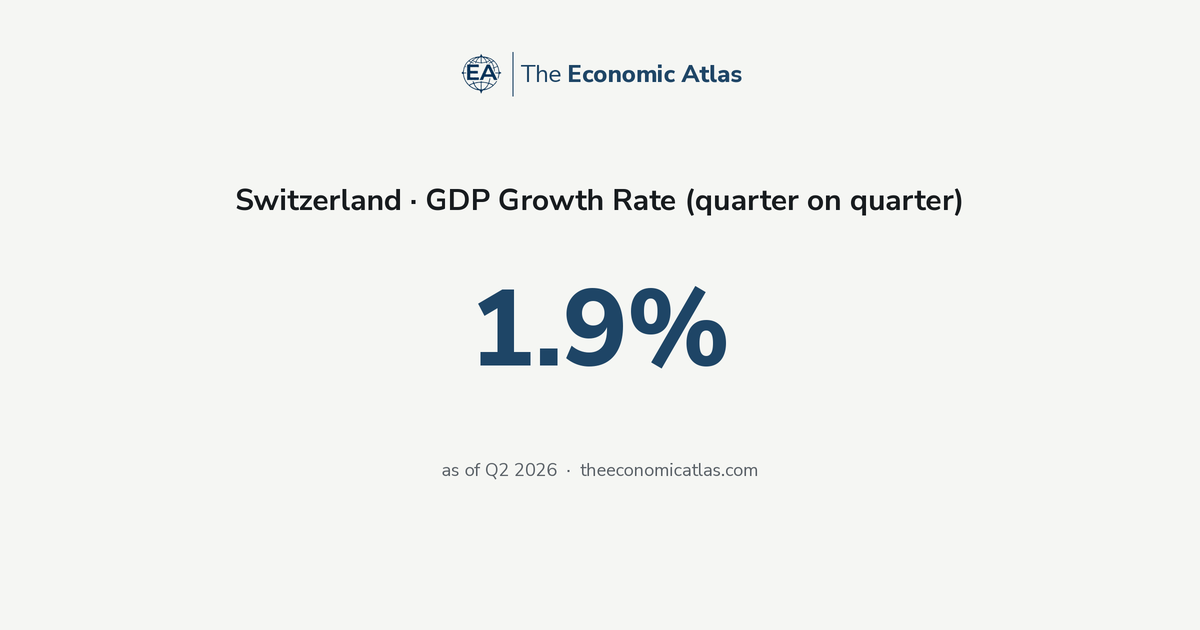 EA The Economic Atlas
Switzerland · GDP Growth Rate (quarter on quarter)
1.9%
as of Q2 2026 · theeconomicatlas.com